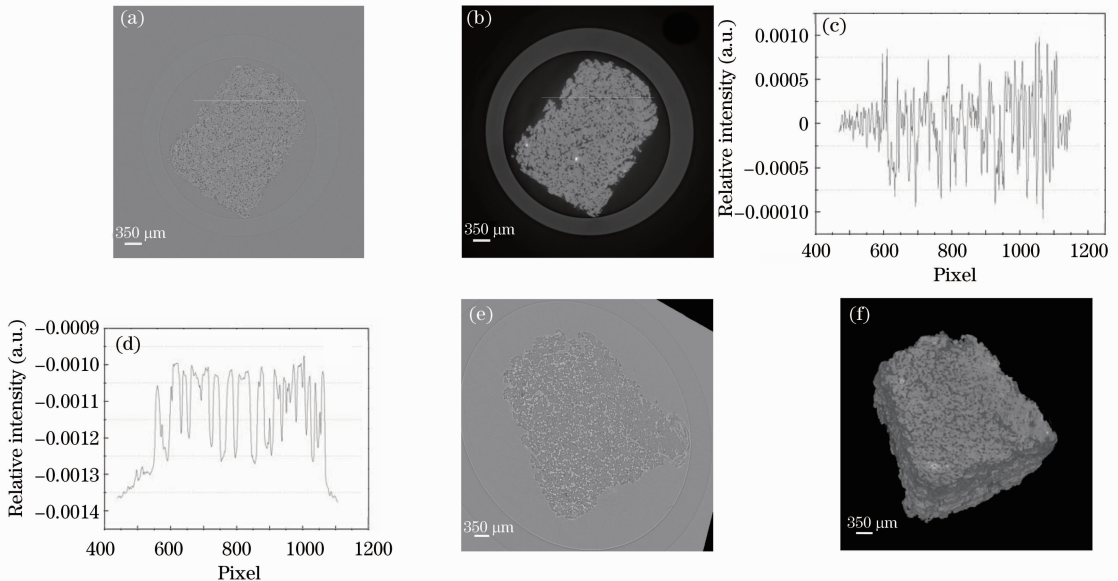 (a)
350 μm
(b)
350 μm
(c)
Relative intensity (a.u.)
0.0010
0.0005
0
−0.0005
−0.00010
400
600
800
1000
1200
Pixel
(d)
Relative intensity (a.u.)
−0.0009
−0.0010
−0.0011
−0.0012
−0.0013
−0.0014
400
600
800
1000
1200
Pixel
(e)
350 μm
(f)
350 μm